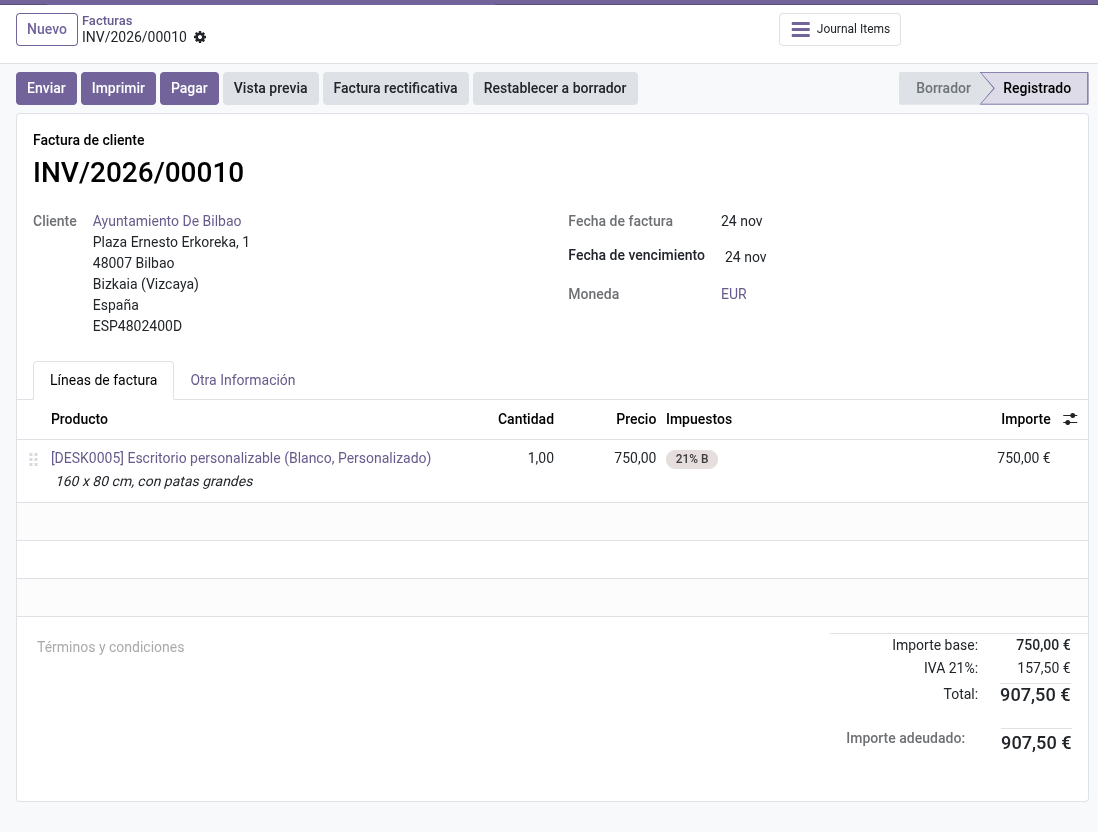 Nuevo
Facturas
INV/2026/00010
Journal Items
Enviar
Imprimir
Pagar
Vista previa
Factura rectificativa
Restablecer a borrador
Borrador
Registrado
Factura de cliente
INV/2026/00010
Cliente
Ayuntamiento De Bilbao
Plaza Ernesto Erkoreka, 1
48007 Bilbao
Bizkaia (Vizcaya)
España
ESP4802400D
Fecha de factura 24 nov
Fecha de vencimiento 24 nov
Moneda EUR
Líneas de factura
Otra Información
Producto Cantidad Precio Impuestos Importe
[DESK0005] Escritorio personalizable (Blanco, Personalizado) 1,00 750,00 21% B 750,00 €
160 x 80 cm, con patas grandes
Términos y condiciones
Importe base: 750,00 €
IVA 21%: 157,50 €
Total: 907,50 €
Importe adeudado: 907,50 €